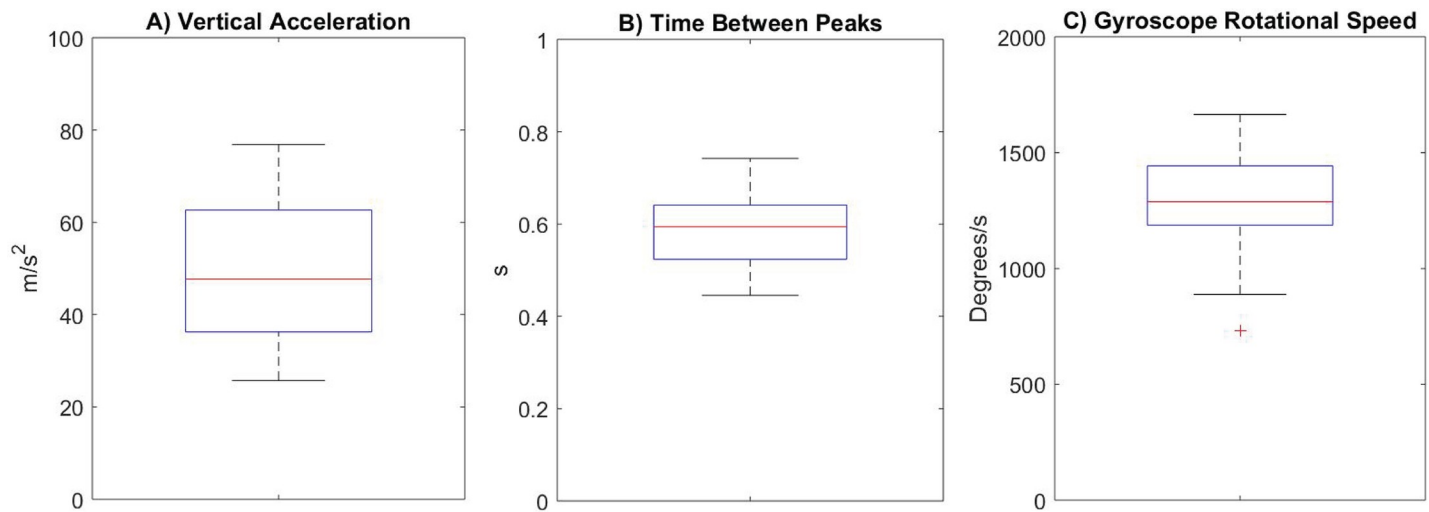 A) Vertical Acceleration
100
80
60
40
20
0
m/s²
B) Time Between Peaks
1
0.8
0.6
0.4
0.2
0
s
C) Gyroscope Rotational Speed
2000
1500
1000
500
0
Degrees/s